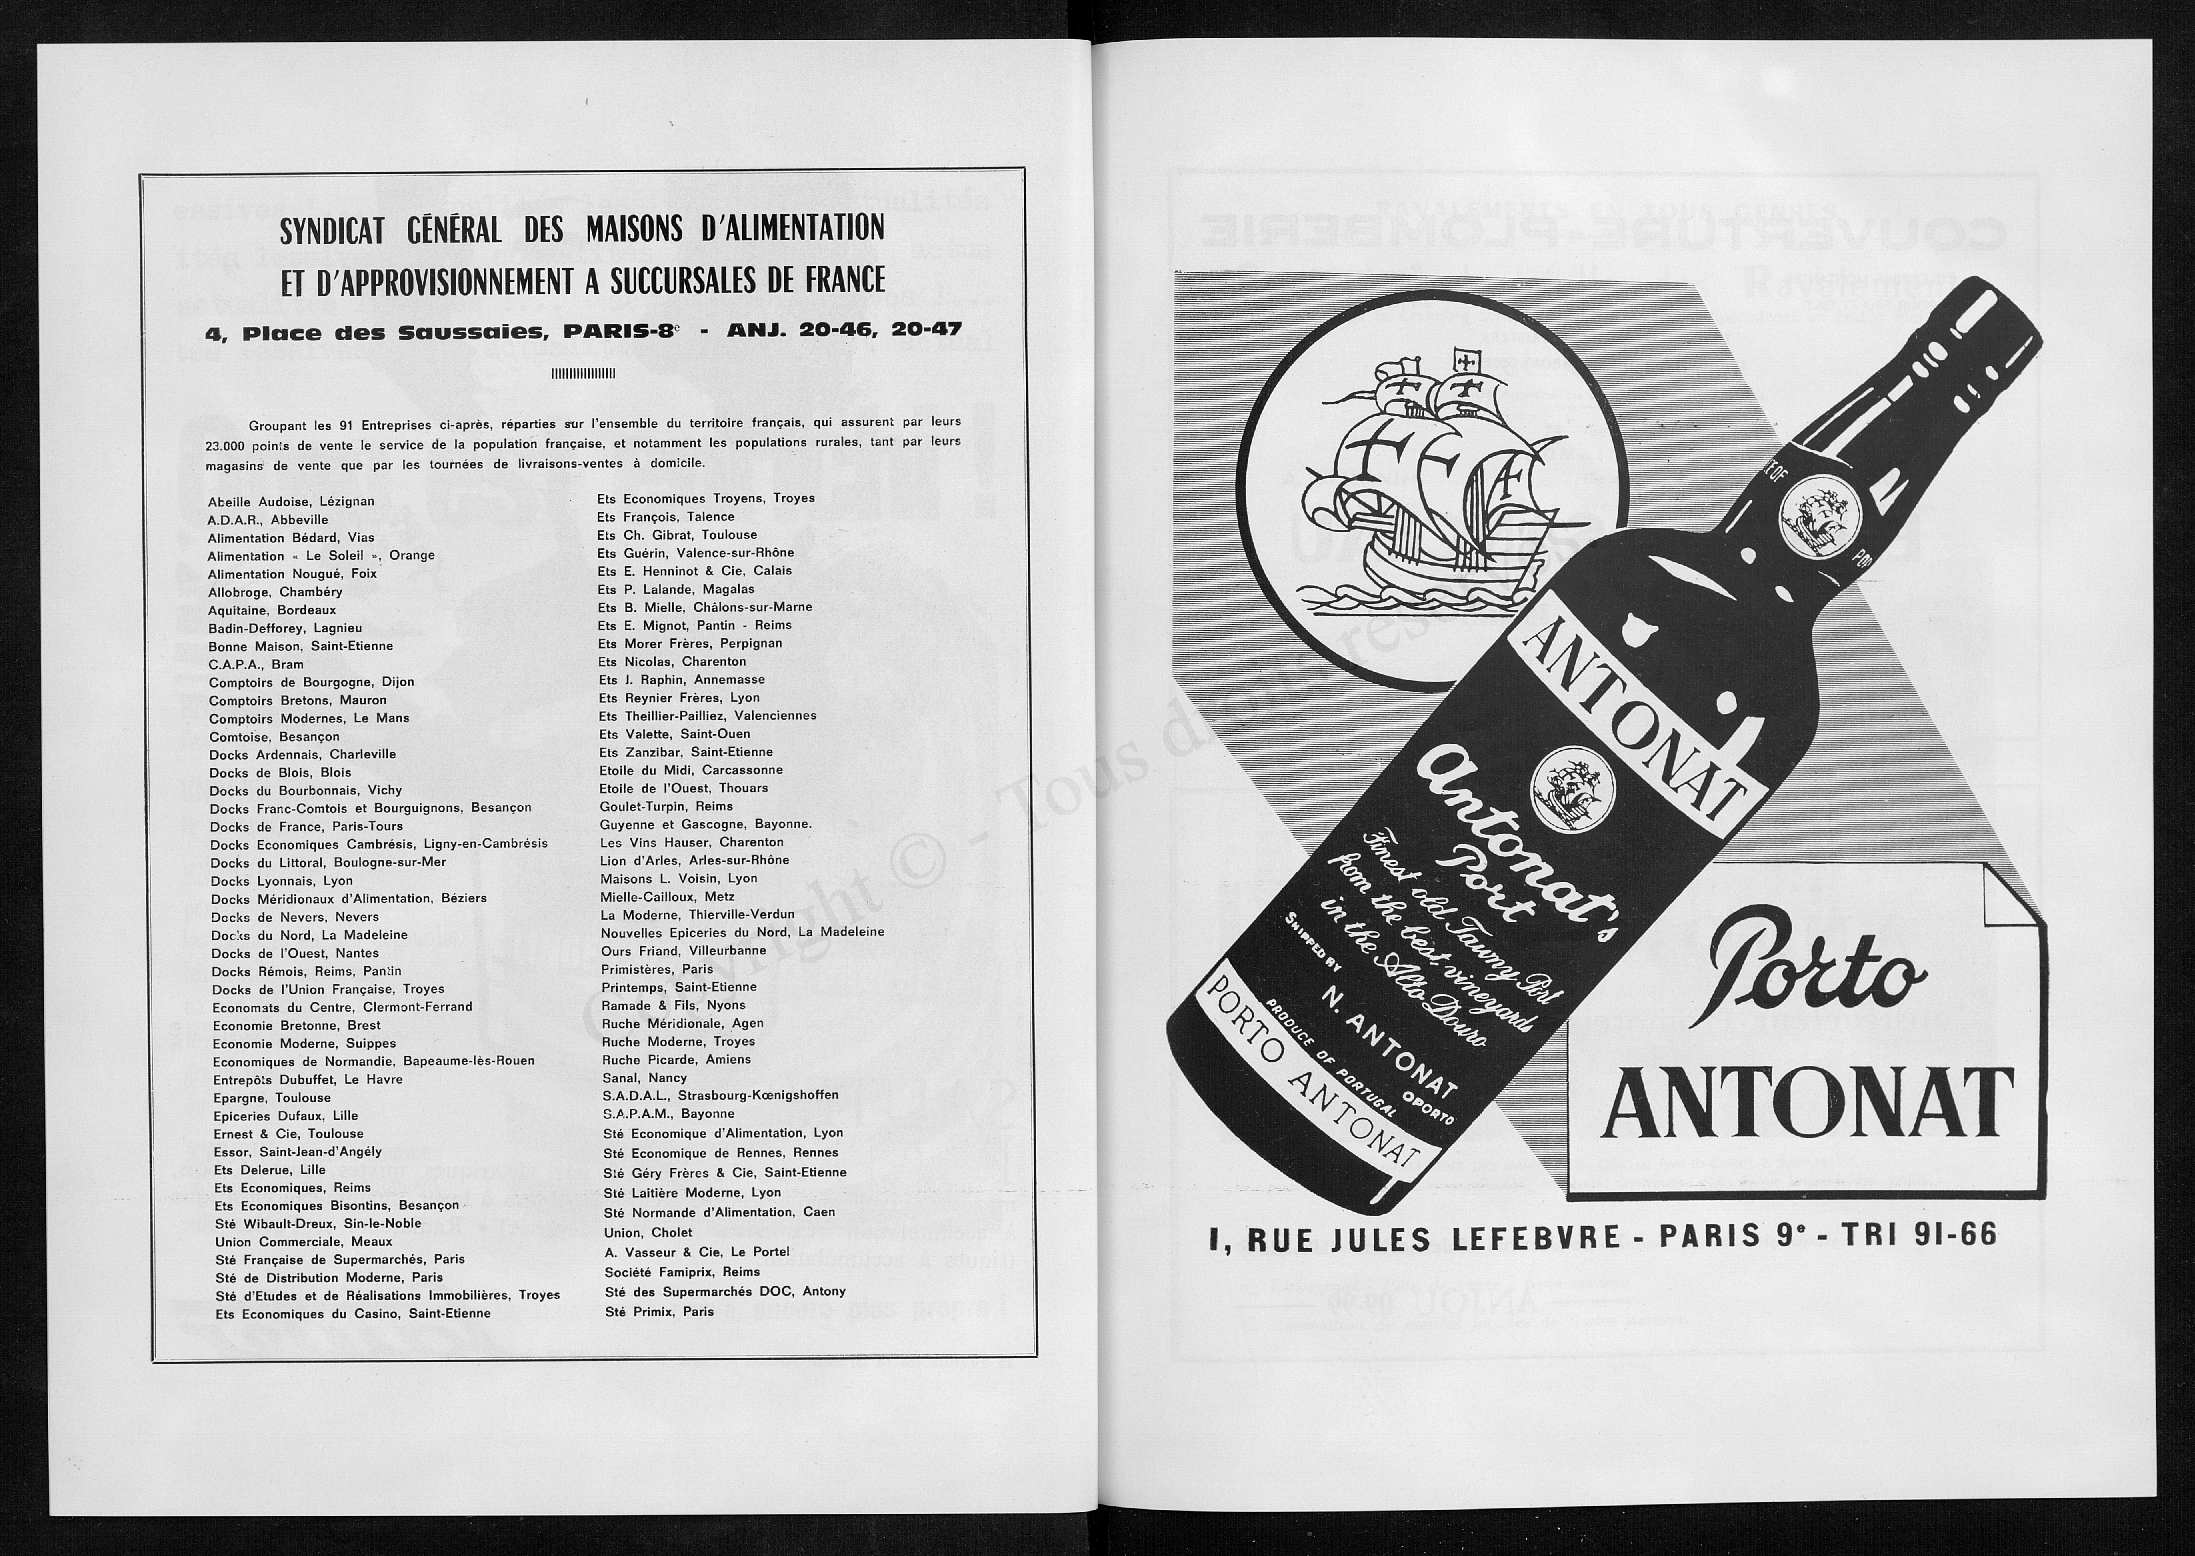 SYNDICAT GÉNÉRAL DES MAISONS D'ALIMENTATION
ET D'APPROVISIONNEMENT A SUCCURSALES DE FRANCE
4, Place des Saussaies, PARIS-8e - ANJ. 20-46, 20-47
Groupant les 91 Entreprises ci-après, réparties sur l'ensemble du territoire français, qui assurent par leurs
23.000 points de vente le service de la population française, et notamment les populations rurales, tant par leurs
magasins de vente que par les tournées de livraisons-ventes à domicile.
Abeille Audoise, Lézignan
A.D.A.R., Abbeville
Alimentation Bédard, Vias
Alimentation « Le Soleil », Orange
Alimentation Nougué, Foix
Allobroge, Chambéry
Aquitaine, Bordeaux
Badin-Defforey, Lagnieu
Bonne Maison, Saint-Etienne
C.A.P.A., Bram
Comptoirs de Bourgogne, Dijon
Comptoirs Bretons, Mauron
Comptoirs Modernes, Le Mans
Comtoise, Besançon
Docks Ardennais, Charleville
Docks de Blois, Blois
Docks du Bourbonnais, Vichy
Docks Franc-Comtois et Bourguignons, Besançon
Docks de France, Paris-Tours
Docks Economiques Cambrésis, Ligny-en-Cambrésis
Docks du Littoral, Boulogne-sur-Mer
Docks Lyonnais, Lyon
Docks Méridionaux d'Alimentation, Béziers
Docks de Nevers, Nevers
Docks du Nord, La Madeleine
Docks de l'Ouest, Nantes
Docks Rémois, Reims, Pantin
Docks de l'Union Française, Troyes
Economats du Centre, Clermont-Ferrand
Economie Bretonne, Brest
Economie Moderne, Suippes
Economiques de Normandie, Bapeaume-lès-Rouen
Entrepôts Dubuffet, Le Havre
Epargne, Toulouse
Epiceries Dufaux, Lille
Ernest & Cie, Toulouse
Essor, Saint-Jean-d'Angély
Ets Delerue, Lille
Ets Economiques, Reims
Ets Economiques Bisontins, Besançon
Sté Wibault-Dreux, Sin-le-Noble
Union Commerciale, Meaux
Sté Française de Supermarchés, Paris
Sté de Distribution Moderne, Paris
Sté d'Etudes et de Réalisations Immobilières, Troyes
Ets Economiques du Casino, Saint-Etienne
Ets Economiques Troyens, Troyes
Ets François, Talence
Ets Ch. Gibrat, Toulouse
Ets Guérin, Valence-sur-Rhône
Ets E. Henninot & Cie, Calais
Ets P. Lalande, Magalas
Ets B. Mielle, Châlons-sur-Marne
Ets E. Mignot, Pantin - Reims
Ets Morer Frères, Perpignan
Ets Nicolas, Charenton
Ets J. Raphin, Annemasse
Ets Reynier Frères, Lyon
Ets Theillier-Pailliez, Valenciennes
Ets Valette, Saint-Ouen
Ets Zanzibar, Saint-Etienne
Etoile du Midi, Carcassonne
Etoile de l'Ouest, Thouars
Goulet-Turpin, Reims
Guyenne et Gascogne, Bayonne.
Les Vins Hauser, Charenton
Lion d'Arles, Arles-sur-Rhône
Maisons L. Voisin, Lyon
Mielle-Cailloux, Metz
La Moderne, Thierville-Verdun
Nouvelles Epiceries du Nord, La Madeleine
Ours Friand, Villeurbanne
Primistères, Paris
Printemps, Saint-Etienne
Ramade & Fils, Nyons
Ruche Méridionale, Agen
Ruche Moderne, Troyes
Ruche Picarde, Amiens
Sanal, Nancy
S.A.D.A.L., Strasbourg-Kœnigshoffen
S.A.P.A.M., Bayonne
Sté Economique d'Alimentation, Lyon
Sté Economique de Rennes, Rennes
Sté Géry Frères & Cie, Saint-Etienne
Sté Laitière Moderne, Lyon
Sté Normande d'Alimentation, Caen
Union, Cholet
A. Vasseur & Cie, Le Portel
Société Famiprix, Reims
Sté des Supermarchés DOC, Antony
Sté Primix, Paris
Copyright © - Tous
ANTONAT
Antonat's
Port
Finest old Tawny Port
from the best vineyards
in the Alto Douro
SHIPPED BY
N. ANTONAT
OPORTO
PRODUCE OF PORTUGAL
PORTO ANTONAT
Porto
ANTONAT
1, RUE JULES LEFEBVRE - PARIS 9e - TRI 91-66